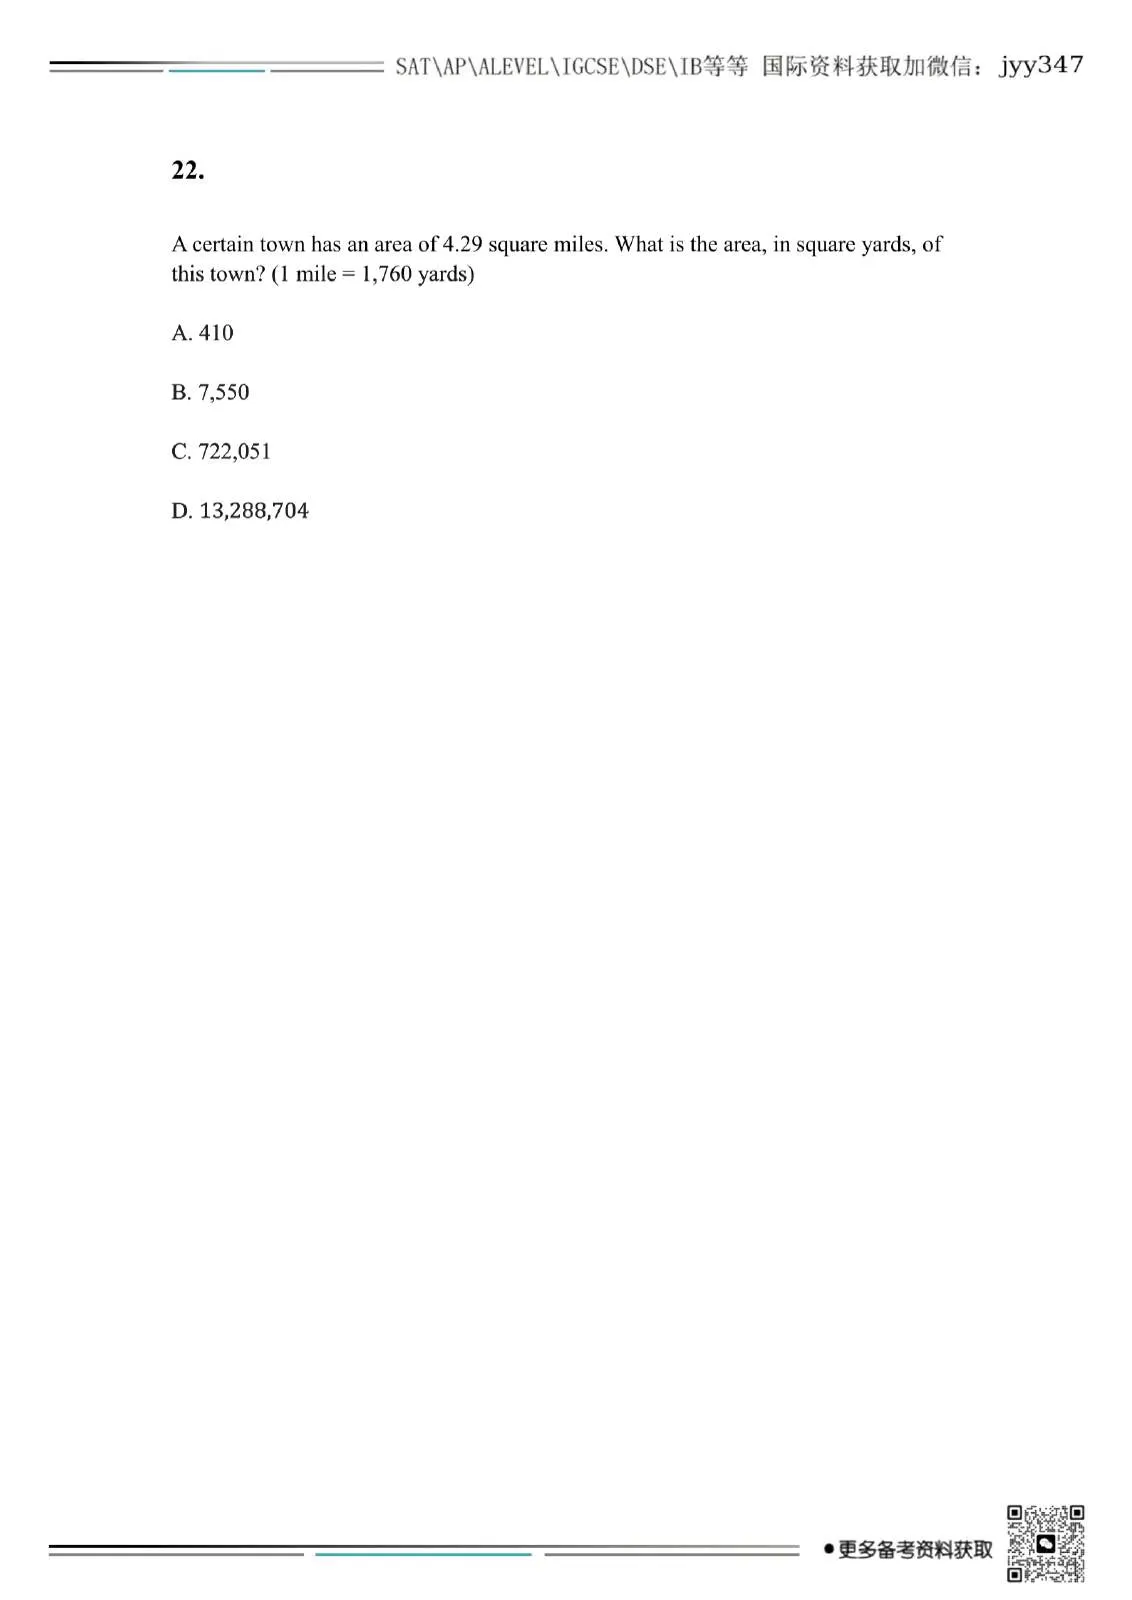 SAT\AP\ALEVEL\IGCSE\DSE\IB等等 国际资料获取加微信：jyy347
22.
A certain town has an area of 4.29 square miles. What is the area, in square yards, of
this town? (1 mile = 1,760 yards)
A. 410
B. 7,550
C. 722,051
D. 13,288,704
●更多备考资料获取